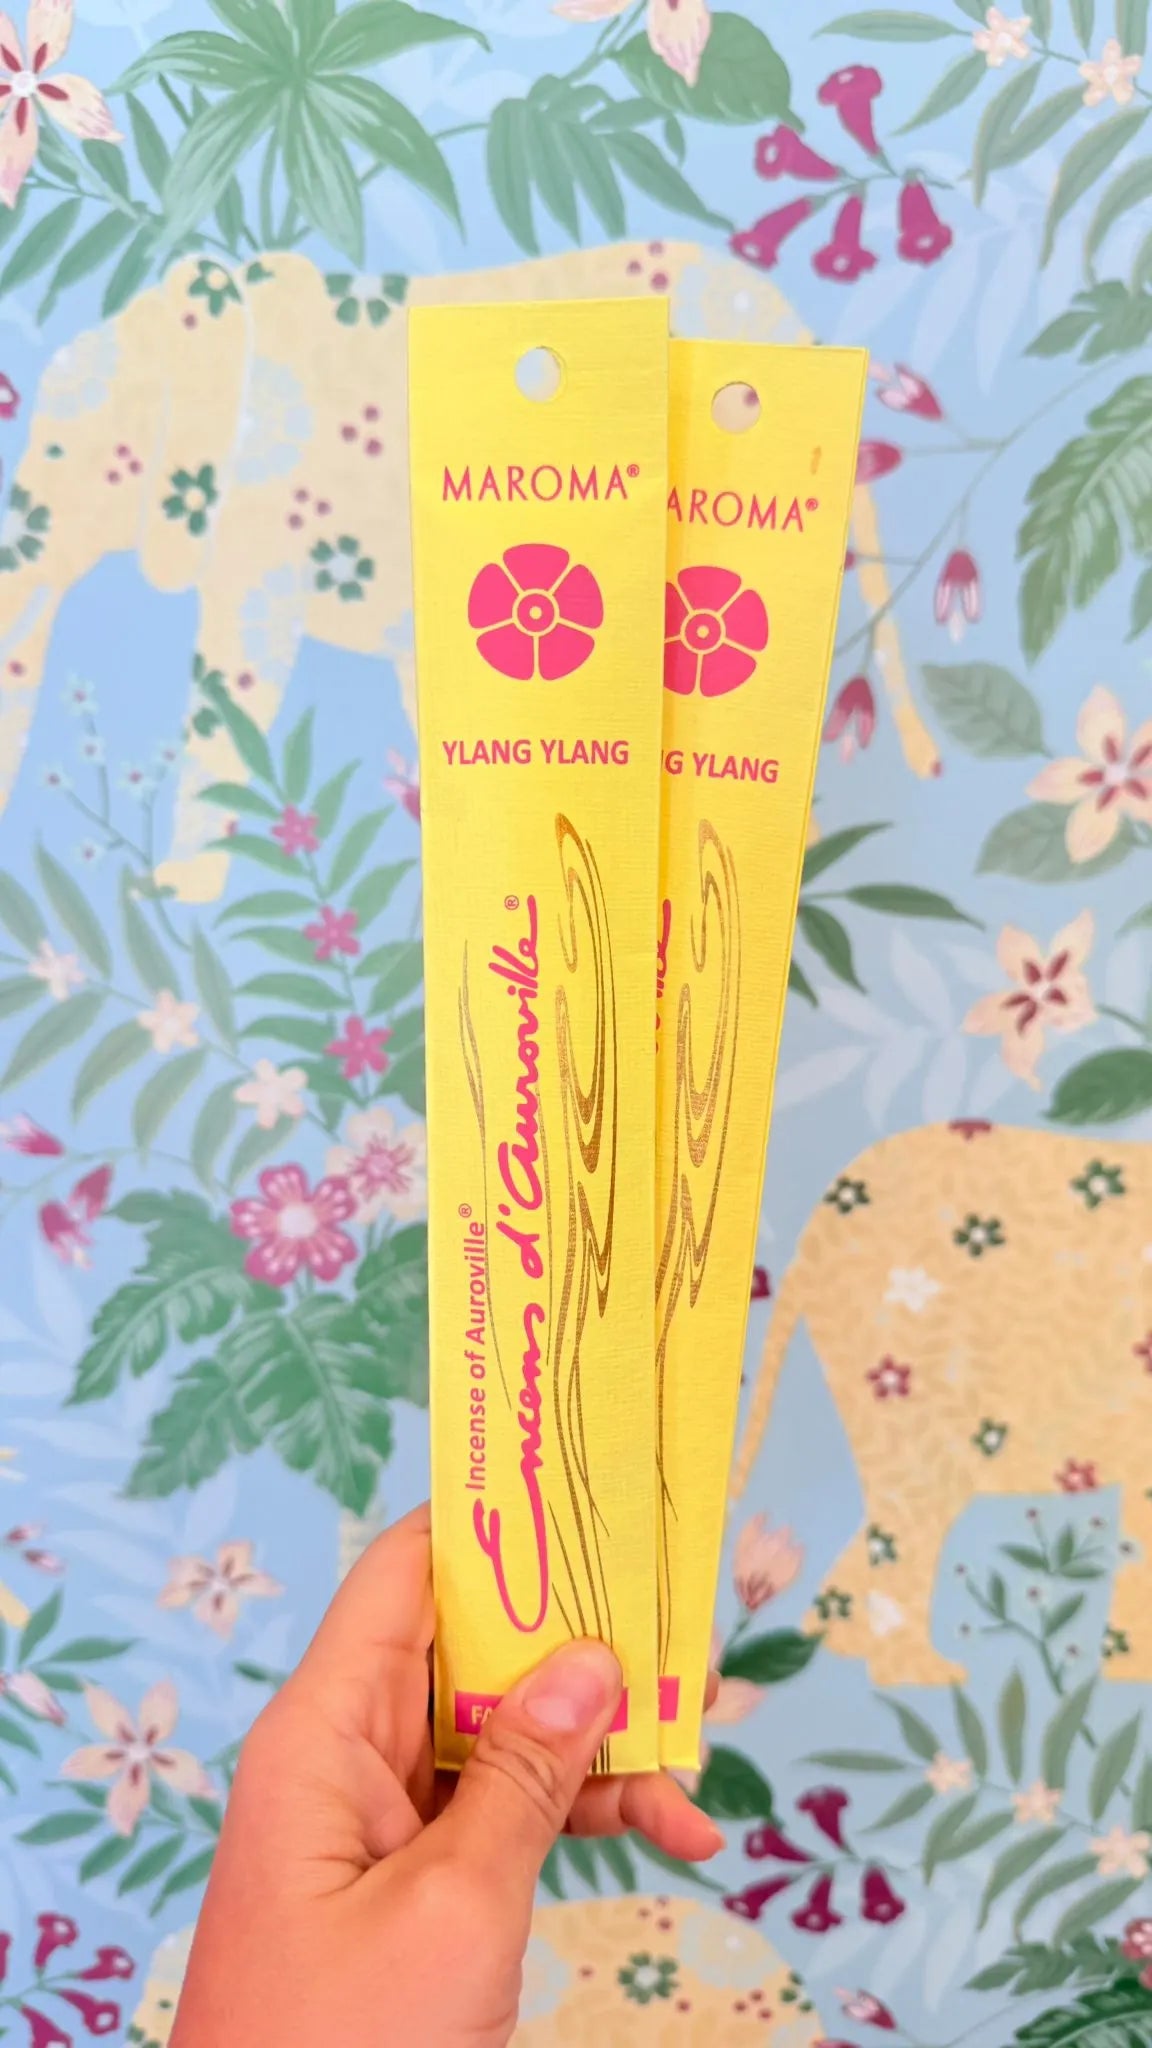 MAROMA®
YLANG YLANG
Incense of Auroville®
Encens d'Auroville®
AROMA®
YLANG